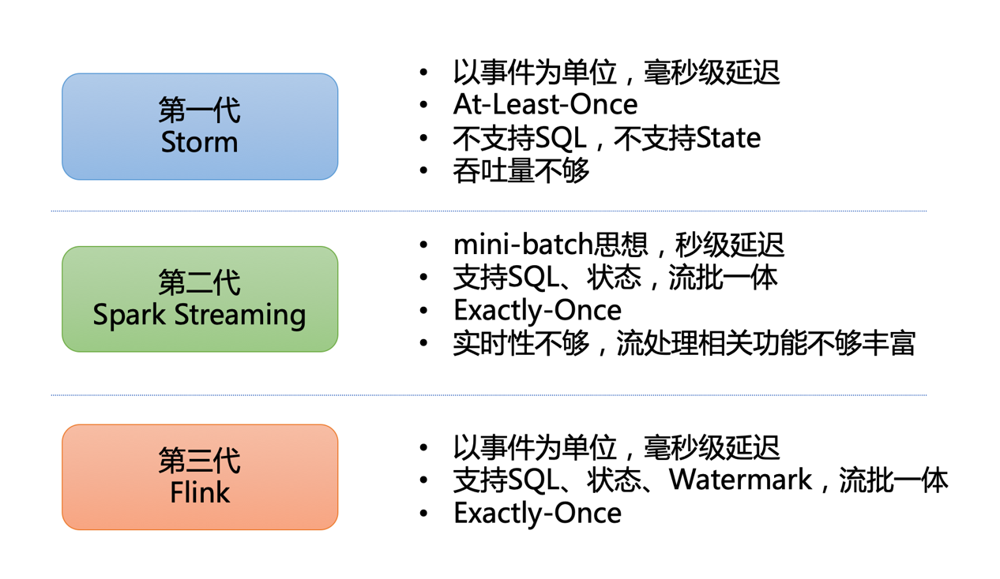 第一代
Storm
• 以事件为单位，毫秒级延迟
• At-Least-Once
• 不支持SQL，不支持State
• 吞吐量不够
第二代
Spark Streaming
• mini-batch思想，秒级延迟
• 支持SQL、状态，流批一体
• Exactly-Once
• 实时性不够，流处理相关功能不够丰富
第三代
Flink
• 以事件为单位，毫秒级延迟
• 支持SQL、状态、Watermark，流批一体
• Exactly-Once